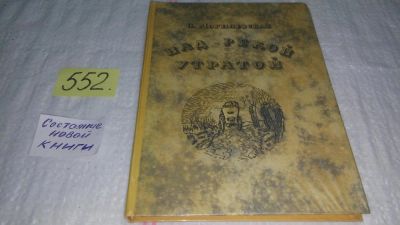 НАД РЕКОЙ
УТРАТОЙ
552.
Состояние
новой
книги